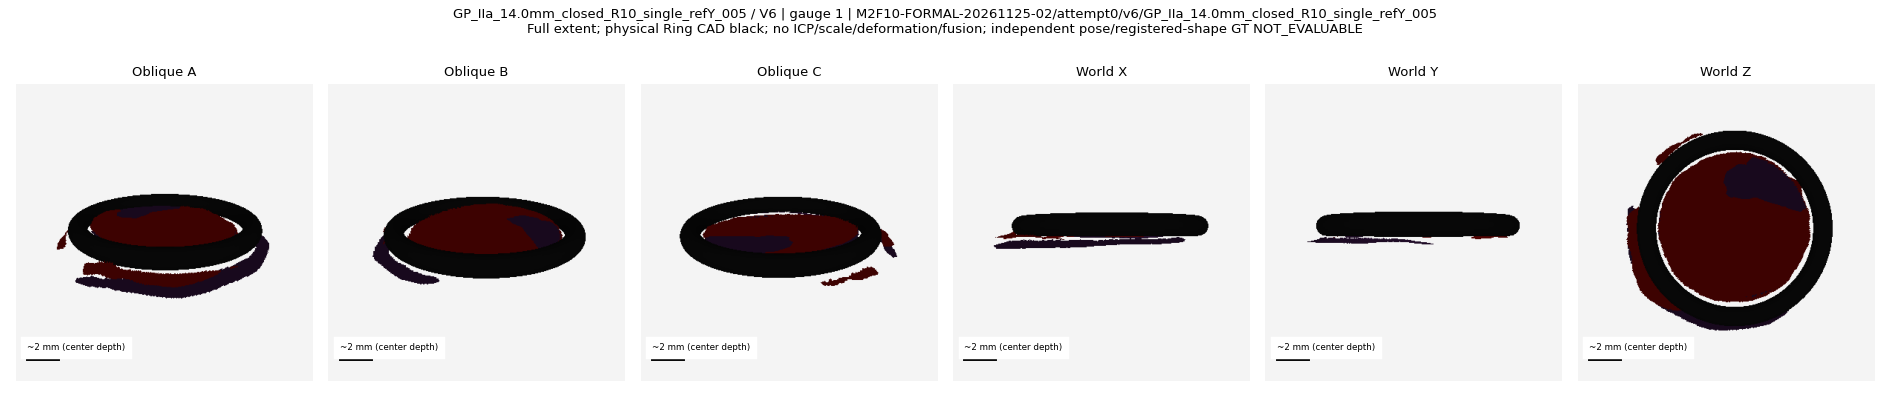 GP_IIa_14.0mm_closed_R10_single_refY_005 / V6 | gauge 1 | M2F10-FORMAL-20261125-02/attempt0/v6/GP_IIa_14.0mm_closed_R10_single_refY_005
Full extent; physical Ring CAD black; no ICP/scale/deformation/fusion; independent pose/registered-shape GT NOT_EVALUABLE
Oblique A
Oblique B
Oblique C
World X
World Y
World Z
~2 mm (center depth)
~2 mm (center depth)
~2 mm (center depth)
~2 mm (center depth)
~2 mm (center depth)
~2 mm (center depth)